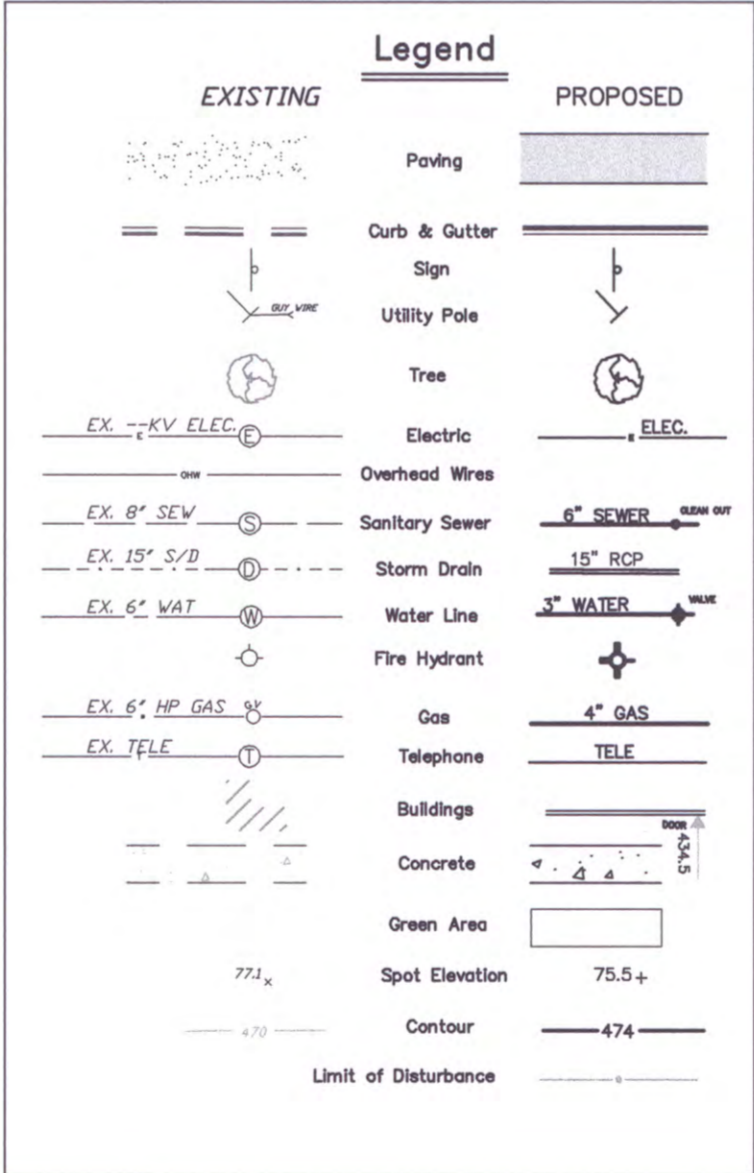 Legend
EXISTING PROPOSED
Paving
Curb & Gutter
Sign
GUY WIRE Utility Pole
Tree
EX. --KV ELEC. E E Electric E ELEC.
OHW Overhead Wires
EX. 8" SEW S Sanitary Sewer 6" SEWER CLEAN OUT
EX. 15" S/D D Storm Drain 15" RCP
EX. 6" WAT W Water Line 3" WATER VALVE
Fire Hydrant
EX. 6" HP GAS GV Gas 4" GAS
EX. TELE T T Telephone TELE
Buildings
DOOR
434.5
Concrete
Green Area
77.1 x Spot Elevation 75.5 +
470 Contour 474
Limit of Disturbance